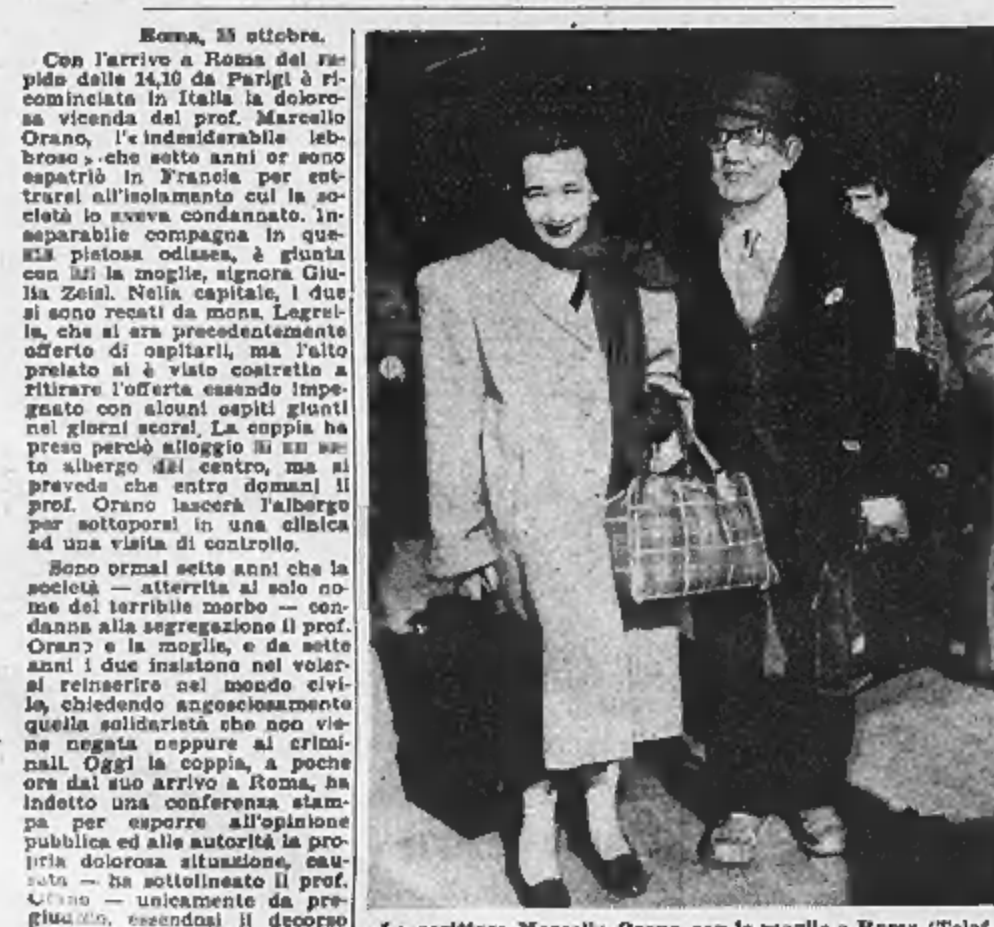 Roma, 25 ottobre.
Con l'arrivo a Roma del ra-
pido delle 14,10 da Parigi è ri-
cominciata in Italia la doloro-
sa vicenda del prof. Marcello
Orano, l'« indesiderabile leb-
broso » che sette anni or sono
espatriò in Francia per sot-
trarsi all'isolamento cui la so-
cietà lo aveva condannato. In-
separabile compagna in que-
sta pietosa odissea, è giunta
con lui la moglie, signora Giu-
lia Zeisl. Nella capitale, i due
si sono recati da mons. Legrel-
le, che si era precedentemente
offerto di ospitarli, ma l'alto
prelato si è visto costretto a
ritirare l'offerta essendo impe-
gnato con alcuni ospiti giunti
nei giorni scorsi. La coppia ha
preso perciò alloggio in un no-
to albergo del centro, ma si
prevede che entro domani il
prof. Orano lascerà l'albergo
per sottoporsi in una clinica
ad una visita di controllo.
Sono ormai sette anni che la
società — atterrita al solo no-
me del terribile morbo — con-
danna alla segregazione il prof.
Orano e la moglie, e da sette
anni i due insistono nel voler-
si reinserire nel mondo civi-
le, chiedendo angosciosamente
quella solidarietà che non vie-
ne negata neppure ai crimi-
nali. Oggi la coppia, a poche
ore dal suo arrivo a Roma, ha
indetto una conferenza stam-
pa per esporre all'opinione
pubblica ed alle autorità la pro-
pria dolorosa situazione, cau-
sata — ha sottolineato il prof.
Orano — unicamente da pre-
giudizio, essendosi il decorso
Lo scrittore Marcello Orano con la moglie a Roma (Telef.